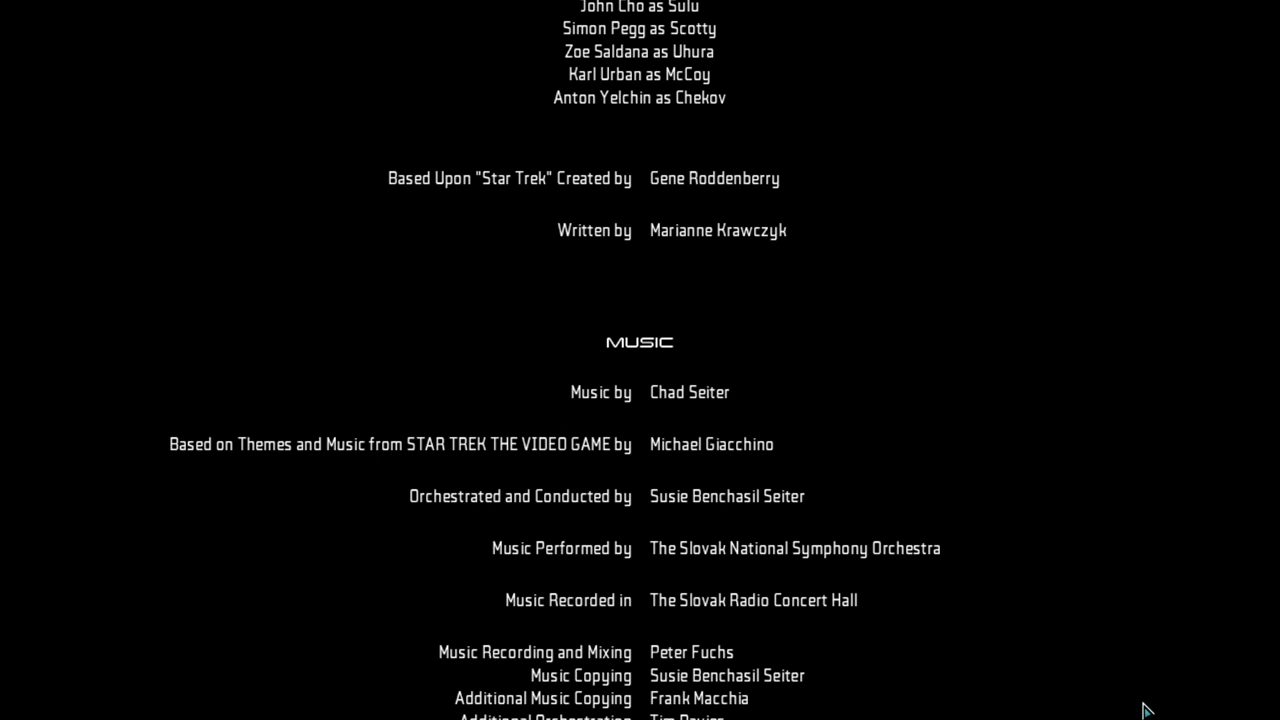 John Cho as Sulu
Simon Pegg as Scotty
Zoe Saldana as Uhura
Karl Urban as McCoy
Anton Yelchin as Chekov
Based Upon "Star Trek" Created by Gene Roddenberry
Written by Marianne Krawczyk
MUSIC
Music by Chad Seiter
Based on Themes and Music from STAR TREK THE VIDEO GAME by Michael Giacchino
Orchestrated and Conducted by Susie Benchasil Seiter
Music Performed by The Slovak National Symphony Orchestra
Music Recorded in The Slovak Radio Concert Hall
Music Recording and Mixing Peter Fuchs
Music Copying Susie Benchasil Seiter
Additional Music Copying Frank Macchia
Additional Orchestration Tim Davies